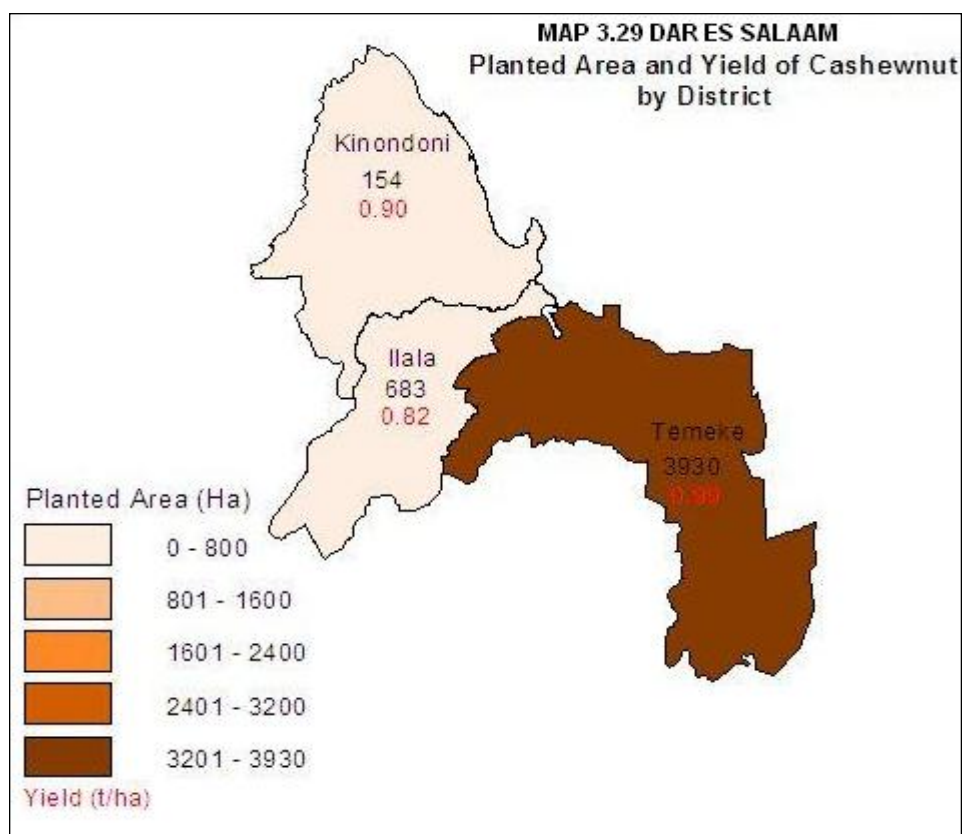 MAP 3.29 DAR ES SALAAM
Planted Area and Yield of Cashewnut
by District
Kinondoni
154
0.90
Ilala
683
0.82
Temeke
3930
0.99
Planted Area (Ha)
0 - 800
801 - 1600
1601 - 2400
2401 - 3200
3201 - 3930
Yield (t/ha)